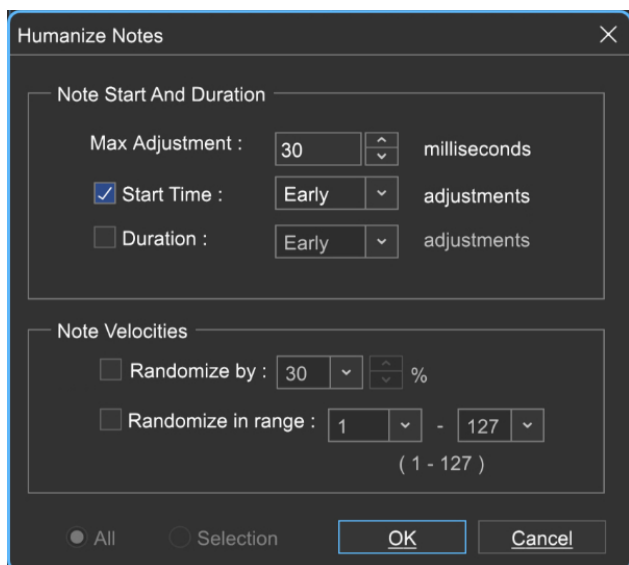 Humanize Notes
Note Start And Duration
Max Adjustment : 30 milliseconds
Start Time : Early adjustments
Duration : Early adjustments
Note Velocities
Randomize by : 30 %
Randomize in range : 1 - 127
( 1 - 127 )
All Selection OK Cancel